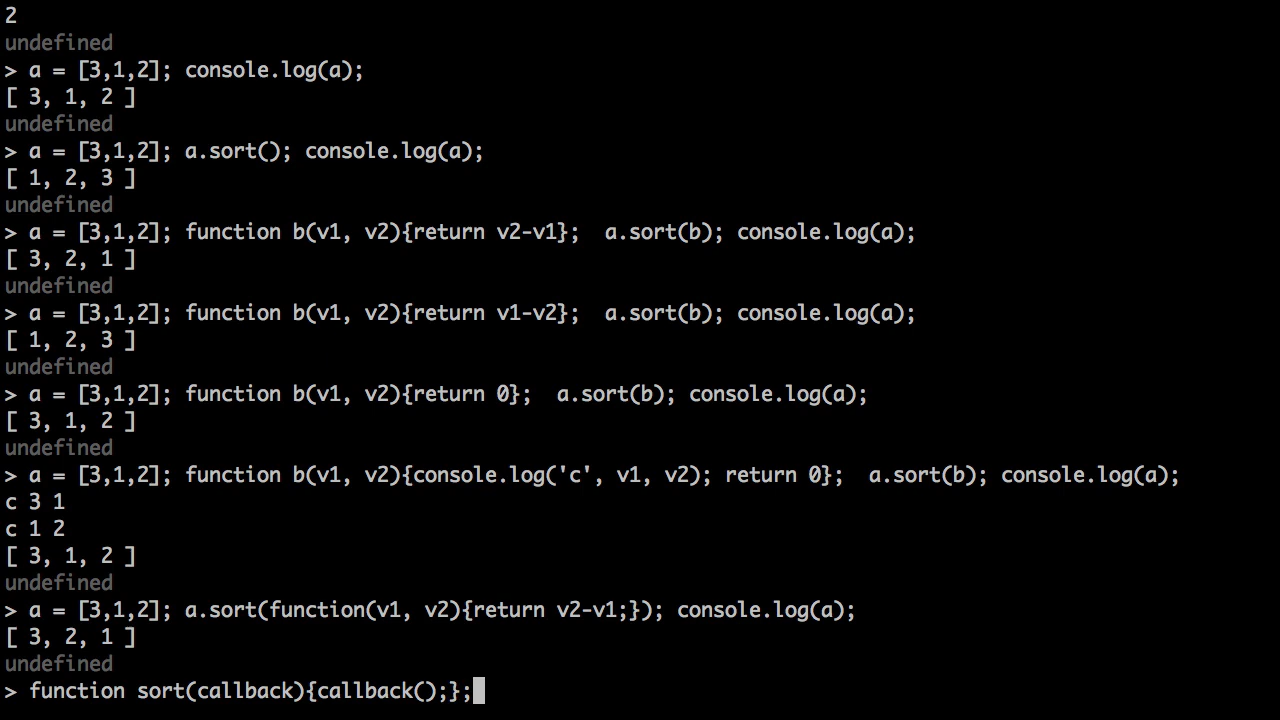 2
undefined
> a = [3,1,2]; console.log(a);
[ 3, 1, 2 ]
undefined
> a = [3,1,2]; a.sort(); console.log(a);
[ 1, 2, 3 ]
undefined
> a = [3,1,2]; function b(v1, v2){return v2-v1};  a.sort(b); console.log(a);
[ 3, 2, 1 ]
undefined
> a = [3,1,2]; function b(v1, v2){return v1-v2};  a.sort(b); console.log(a);
[ 1, 2, 3 ]
undefined
> a = [3,1,2]; function b(v1, v2){return 0};  a.sort(b); console.log(a);
[ 3, 1, 2 ]
undefined
> a = [3,1,2]; function b(v1, v2){console.log('c', v1, v2); return 0};  a.sort(b); console.log(a);
c 3 1
c 1 2
[ 3, 1, 2 ]
undefined
> a = [3,1,2]; a.sort(function(v1, v2){return v2-v1;}); console.log(a);
[ 3, 2, 1 ]
undefined
> function sort(callback){callback();};